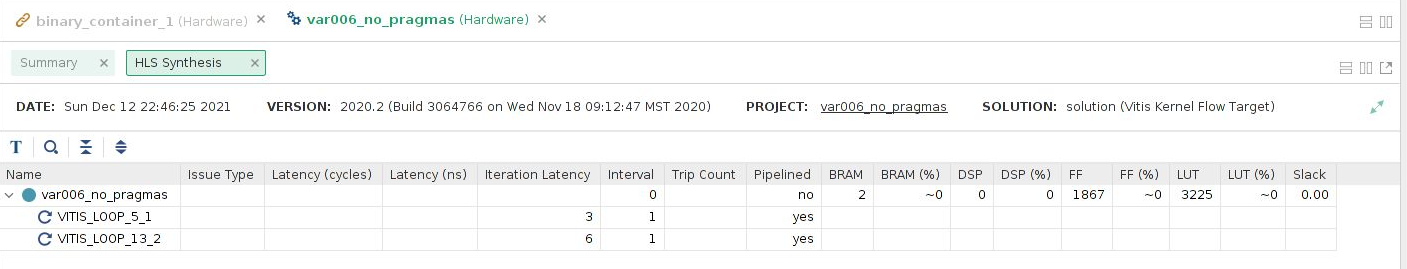 binary_container_1 (Hardware) × var006_no_pragmas (Hardware) ×
Summary × HLS Synthesis ×
DATE: Sun Dec 12 22:46:25 2021 VERSION: 2020.2 (Build 3064766 on Wed Nov 18 09:12:47 MST 2020) PROJECT: var006_no_pragmas SOLUTION: solution (Vitis Kernel Flow Target)
T
Name Issue Type Latency (cycles) Latency (ns) Iteration Latency Interval Trip Count Pipelined BRAM BRAM (%) DSP DSP (%) FF FF (%) LUT LUT (%) Slack
var006_no_pragmas 0 no 2 ~0 0 0 1867 ~0 3225 ~0 0.00
VITIS_LOOP_5_1 3 1 yes
VITIS_LOOP_13_2 6 1 yes